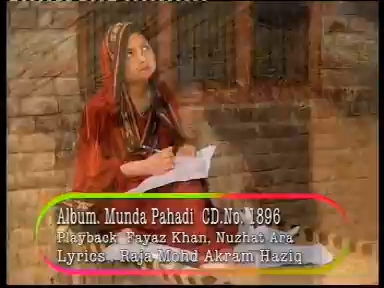 Album. Munda Pahadi CD.No. 1896
Playback Fayaz Khan, Nuzhat Ara
Lyrics . Raja Mohd Akram Haziq